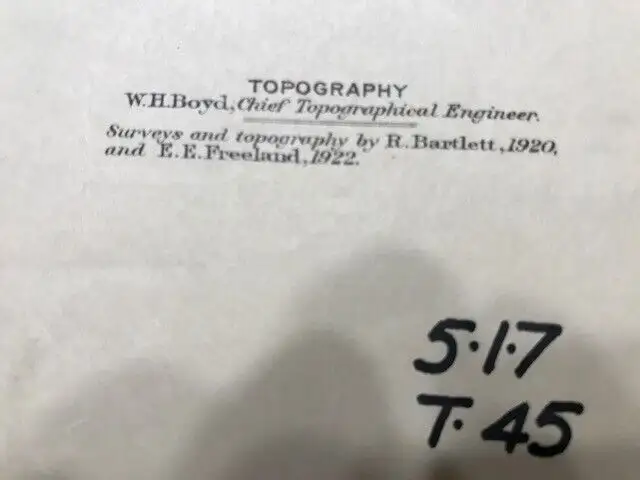 TOPOGRAPHY
W.H.Boyd, Chief Topographical Engineer.
Surveys and topography by R. Bartlett, 1920,
and E.E. Freeland, 1922.
5·1·7
T· 45